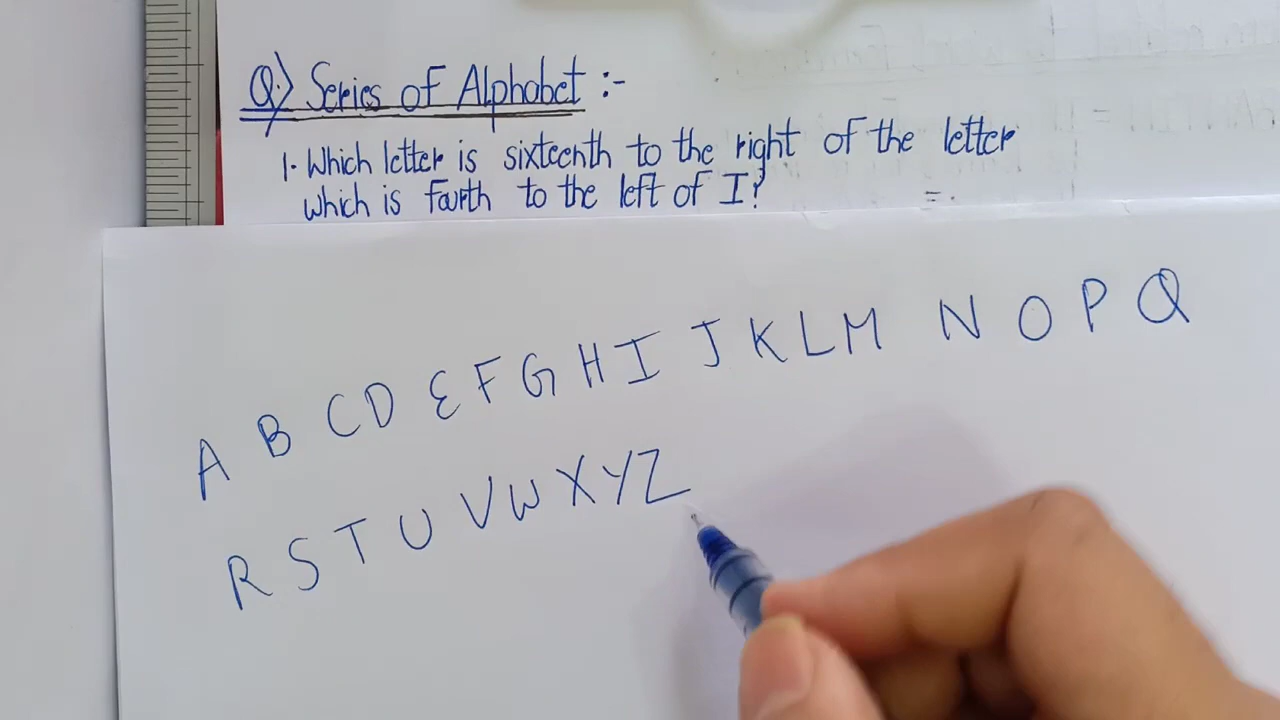 Q.) Series of Alphabet :-
1. Which letter is sixteenth to the right of the letter
which is fourth to the left of I?
A B C D E F G H I J K L M N O P Q
R S T U V W X Y Z